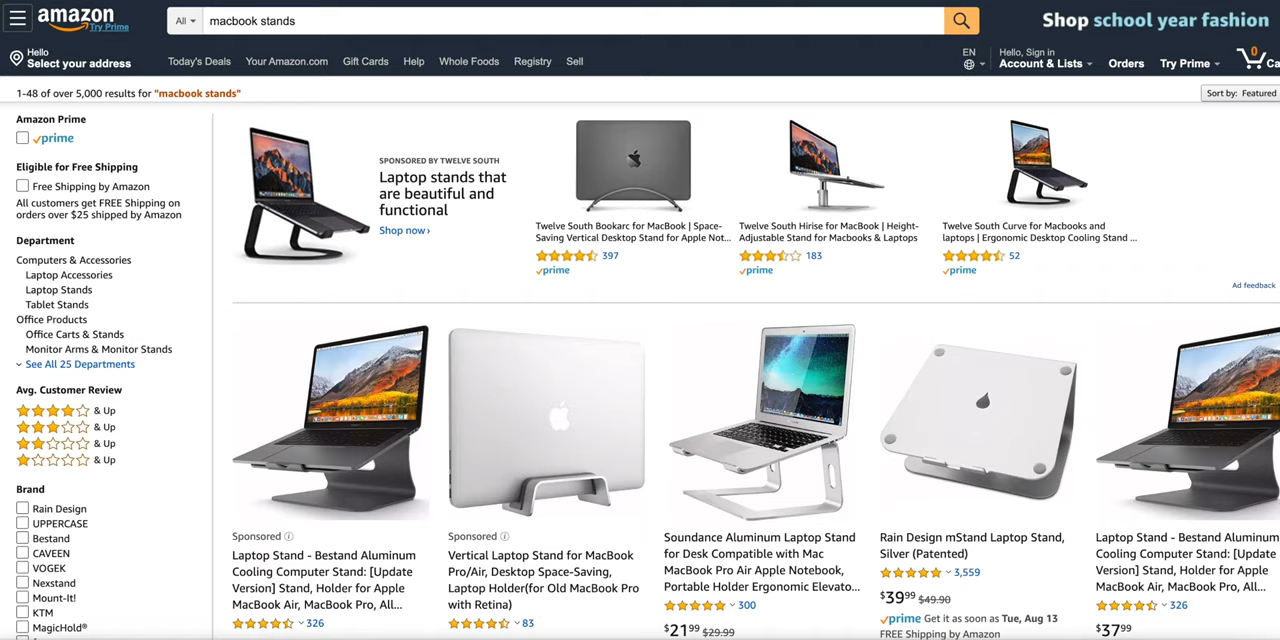 amazon
Try Prime
All
macbook stands
Shop school year fashion
Hello
Select your address
Today's Deals
Your Amazon.com
Gift Cards
Help
Whole Foods
Registry
Sell
EN
Hello, Sign in
Account & Lists
Orders
Try Prime
0
Ca
1-48 of over 5,000 results for "macbook stands"
Sort by: Featured
Amazon Prime
prime
Eligible for Free Shipping
Free Shipping by Amazon
All customers get FREE Shipping on
orders over $25 shipped by Amazon
Department
Computers & Accessories
Laptop Accessories
Laptop Stands
Tablet Stands
Office Products
Office Carts & Stands
Monitor Arms & Monitor Stands
See All 25 Departments
Avg. Customer Review
& Up
& Up
& Up
& Up
Brand
Rain Design
UPPERCASE
Bestand
CAVEEN
VOGEK
Nexstand
Mount-It!
KTM
MagicHold®
SPONSORED BY TWELVE SOUTH
Laptop stands that
are beautiful and
functional
Shop now ›
Twelve South Bookarc for MacBook | Space-
Saving Vertical Desktop Stand for Apple Not...
397
prime
Twelve South Hirise for MacBook | Height-
Adjustable Stand for Macbooks & Laptops
183
prime
Twelve South Curve for Macbooks and
laptops | Ergonomic Desktop Cooling Stand ...
52
prime
Ad feedback
Sponsored
Laptop Stand - Bestand Aluminum
Cooling Computer Stand: [Update
Version] Stand, Holder for Apple
MacBook Air, MacBook Pro, All...
326
Sponsored
Vertical Laptop Stand for MacBook
Pro/Air, Desktop Space-Saving,
Laptop Holder(for Old MacBook Pro
with Retina)
83
Soundance Aluminum Laptop Stand
for Desk Compatible with Mac
MacBook Pro Air Apple Notebook,
Portable Holder Ergonomic Elevato...
300
$2199 $29.99
Rain Design mStand Laptop Stand,
Silver (Patented)
3,559
$3999 $49.90
prime Get it as soon as Tue, Aug 13
FREE Shipping by Amazon
Laptop Stand - Bestand Aluminum
Cooling Computer Stand: [Update
Version] Stand, Holder for Apple
MacBook Air, MacBook Pro, All...
326
$3799